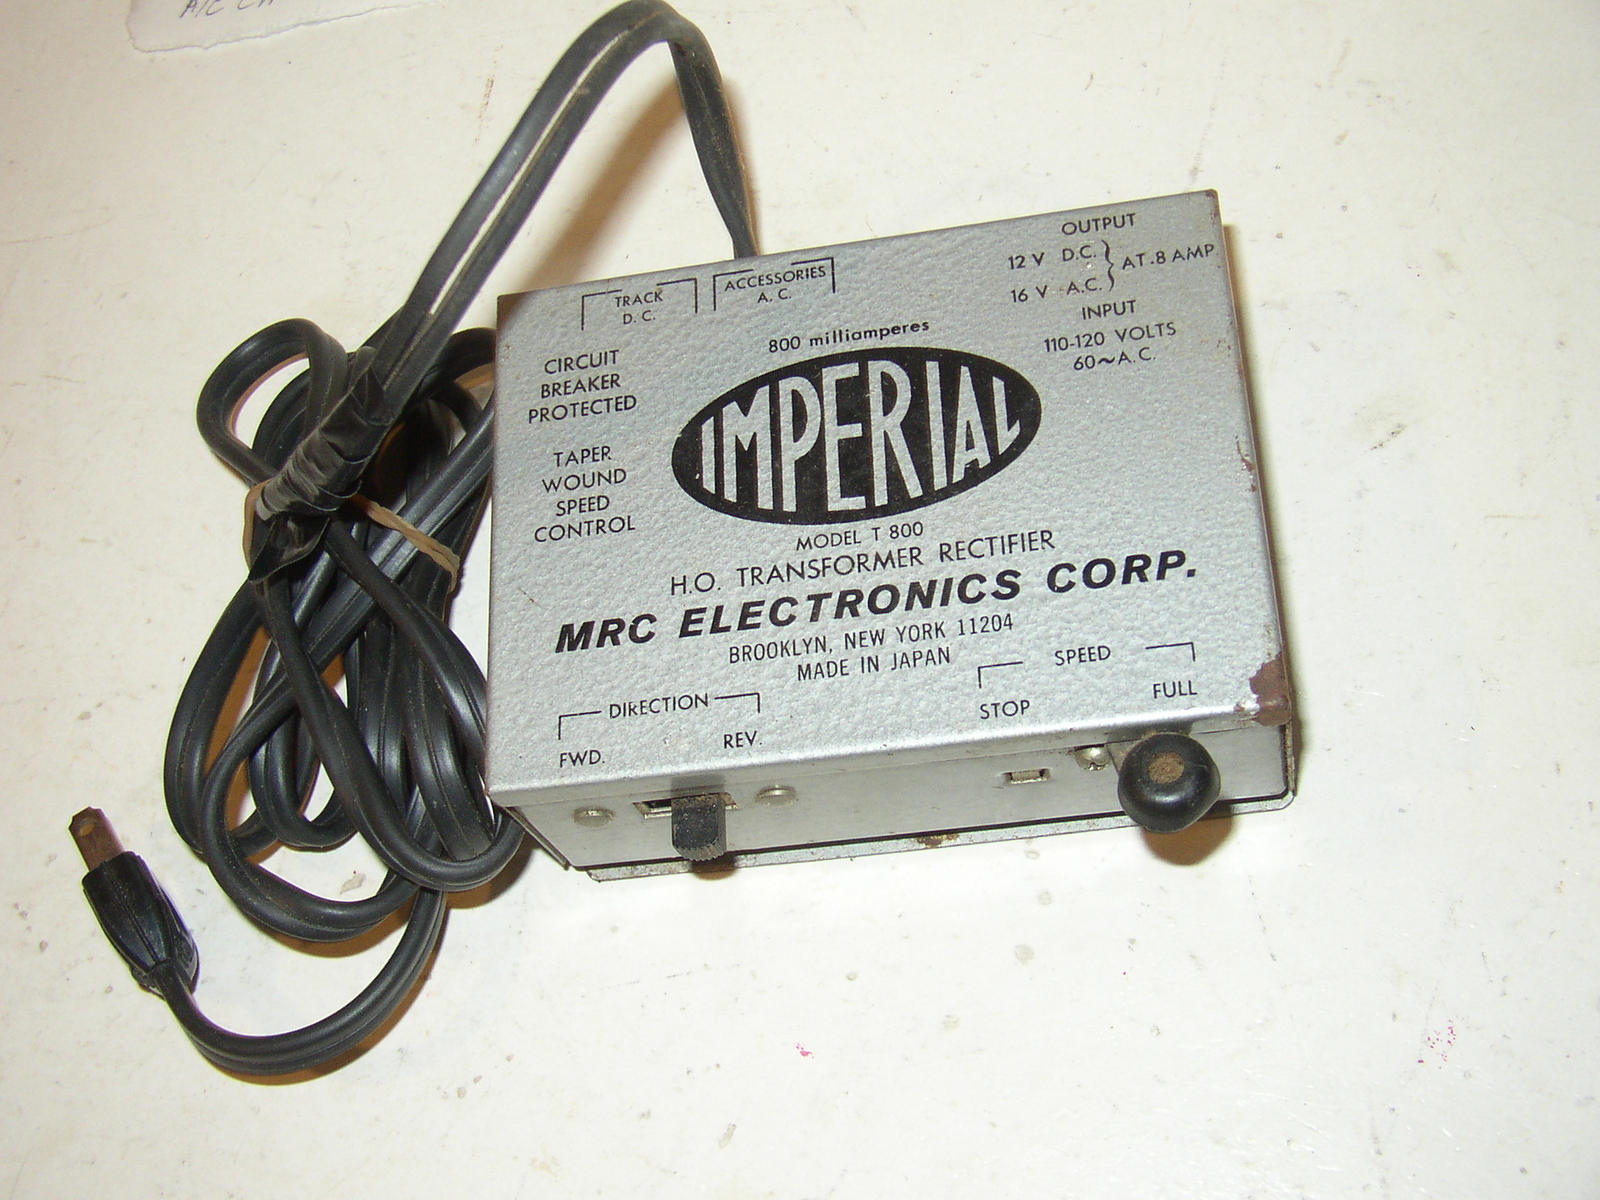 TRACK
D.C.
ACCESSORIES
A.C.
OUTPUT
12 V D.C.
16 V A.C.
} AT .8 AMP
INPUT
110-120 VOLTS
60~A.C.
CIRCUIT
BREAKER
PROTECTED
TAPER
WOUND
SPEED
CONTROL
800 milliamperes
IMPERIAL
MODEL T 800
H.O. TRANSFORMER RECTIFIER
MRC ELECTRONICS CORP.
BROOKLYN, NEW YORK 11204
MADE IN JAPAN
DIRECTION
FWD. REV.
SPEED
STOP FULL